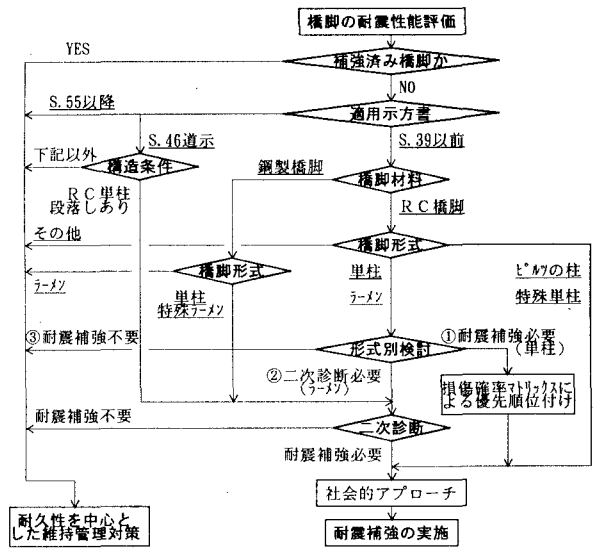 橋脚の耐震性能評価
YES
補強済み橋脚か
NO
S.55以降
適用示方書
S.46道示
S.39以前
下記以外
構造条件
鋼製橋脚
橋脚材料
RC単柱
段落しあり
RC橋脚
その他
橋脚形式
橋脚形式
ラーメン
単柱
特殊ラーメン
単柱
ラーメン
ピルツの柱
特殊単柱
③耐震補強不要
形式別検討
①耐震補強必要
(単柱)
②二次診断必要
(ラーメン)
損傷確率マトリックスに
よる優先順位付け
耐震補強不要
二次診断
耐震補強必要
社会的アプローチ
耐久性を中心と
した維持管理対策
耐震補強の実施